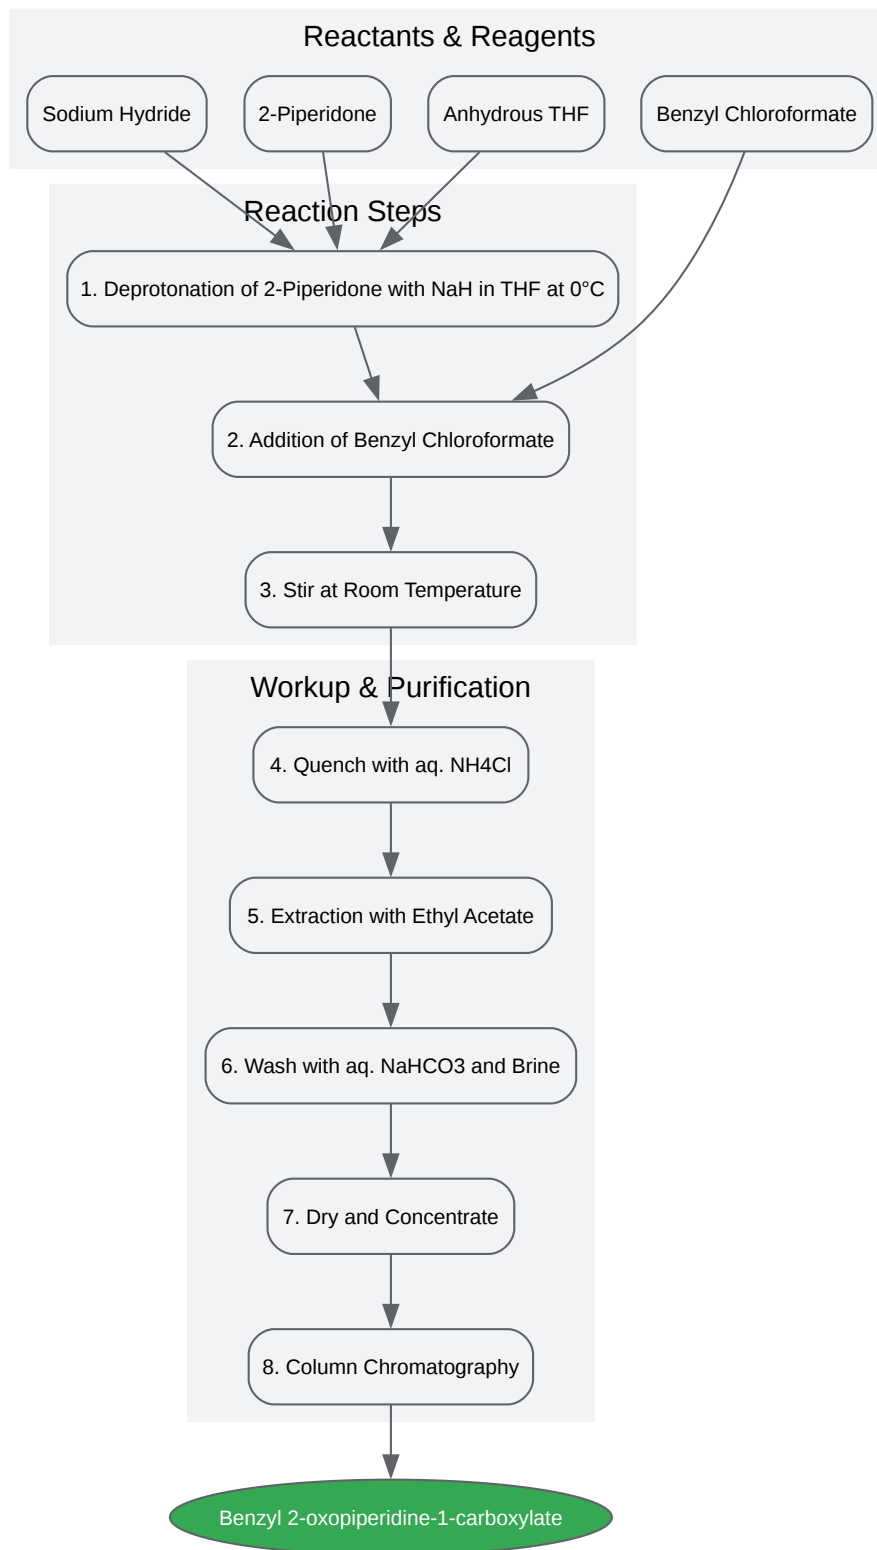 Reactants & Reagents
Sodium Hydride
2-Piperidone
Anhydrous THF
Benzyl Chloroformate
Reaction Steps
1. Deprotonation of 2-Piperidone with NaH in THF at 0°C
2. Addition of Benzyl Chloroformate
3. Stir at Room Temperature
Workup & Purification
4. Quench with aq. NH4Cl
5. Extraction with Ethyl Acetate
6. Wash with aq. NaHCO3 and Brine
7. Dry and Concentrate
8. Column Chromatography
Benzyl 2-oxopiperidine-1-carboxylate